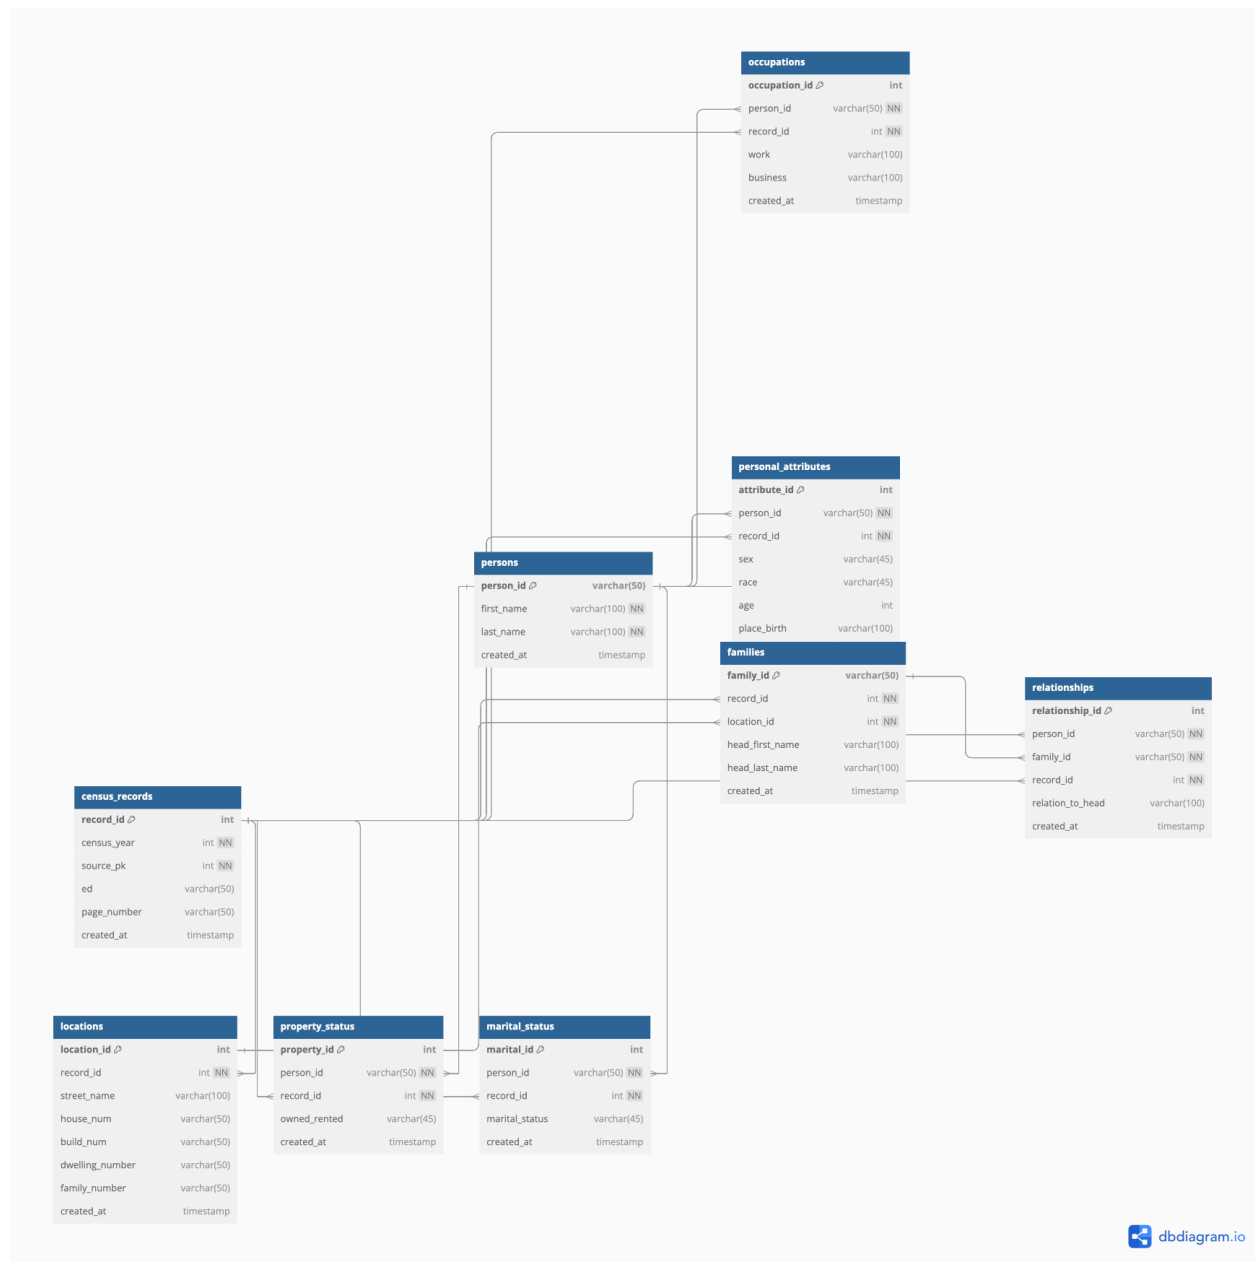 occupations
occupation_id int
person_id varchar(50) NN
record_id int NN
work varchar(100)
business varchar(100)
created_at timestamp
personal_attributes
attribute_id int
person_id varchar(50) NN
record_id int NN
sex varchar(45)
race varchar(45)
age int
place_birth varchar(100)
persons
person_id varchar(50)
first_name varchar(100) NN
last_name varchar(100) NN
created_at timestamp
families
family_id varchar(50)
record_id int NN
location_id int NN
head_first_name varchar(100)
head_last_name varchar(100)
created_at timestamp
relationships
relationship_id int
person_id varchar(50) NN
family_id varchar(50) NN
record_id int NN
relation_to_head varchar(100)
created_at timestamp
census_records
record_id int
census_year int NN
source_pk int NN
ed varchar(50)
page_number varchar(50)
created_at timestamp
locations
location_id int
record_id int NN
street_name varchar(100)
house_num varchar(50)
build_num varchar(50)
dwelling_number varchar(50)
family_number varchar(50)
created_at timestamp
property_status
property_id int
person_id varchar(50) NN
record_id int NN
owned_rented varchar(45)
created_at timestamp
marital_status
marital_id int
person_id varchar(50) NN
record_id int NN
marital_status varchar(45)
created_at timestamp
dbdiagram.io